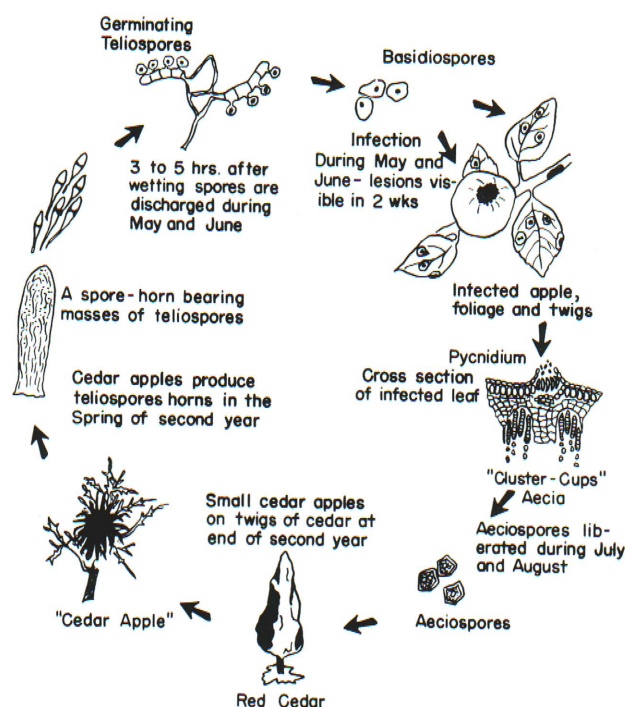 Germinating
Teliospores
Basidiospores
3 to 5 hrs. after
wetting spores are
discharged during
May and June
Infection
During May and
June - lesions vis-
ible in 2 wks
Infected apple,
foliage and twigs
Pycnidium
Cross section
of infected leaf
"Cluster-Cups"
Aecia
Aeciospores lib-
erated during July
and August
Aeciospores
Small cedar apples
on twigs of cedar at
end of second year
Red Cedar
"Cedar Apple"
Cedar apples produce
teliospores horns in the
Spring of second year
A spore-horn bearing
masses of teliospores